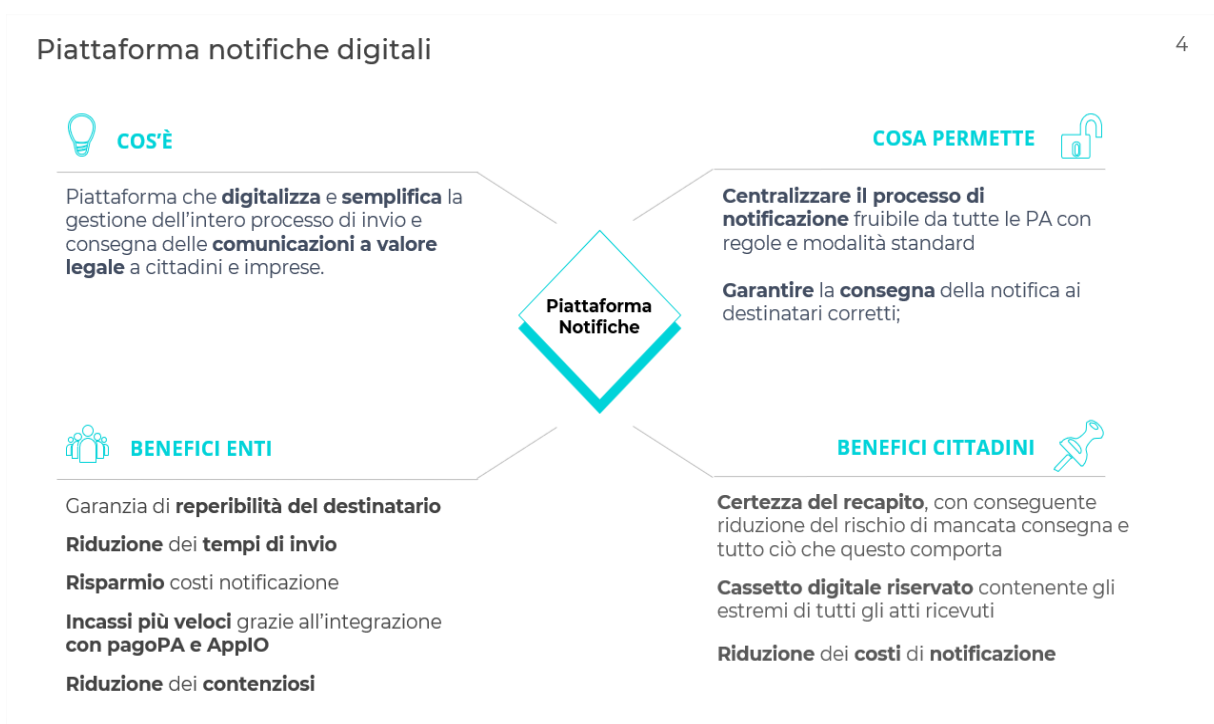 Piattaforma notifiche digitali
4
COS'È
Piattaforma che digitalizza e semplifica la
gestione dell'intero processo di invio e
consegna delle comunicazioni a valore
legale a cittadini e imprese.
COSA PERMETTE
Centralizzare il processo di
notificazione fruibile da tutte le PA con
regole e modalità standard
Garantire la consegna della notifica ai
destinatari corretti;
Piattaforma
Notifiche
BENEFICI ENTI
Garanzia di reperibilità del destinatario
Riduzione dei tempi di invio
Risparmio costi notificazione
Incassi più veloci grazie all'integrazione
con pagoPA e AppIO
Riduzione dei contenziosi
BENEFICI CITTADINI
Certezza del recapito, con conseguente
riduzione del rischio di mancata consegna e
tutto ciò che questo comporta
Cassetto digitale riservato contenente gli
estremi di tutti gli atti ricevuti
Riduzione dei costi di notificazione